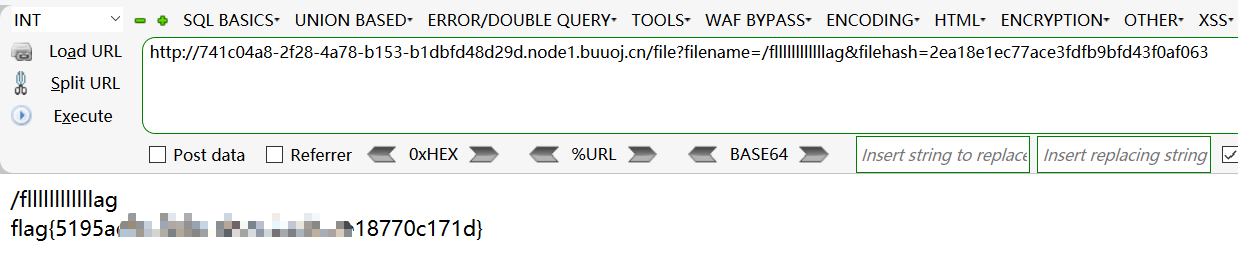 INT SQL BASICS UNION BASED ERROR/DOUBLE QUERY TOOLS WAF BYPASS ENCODING HTML ENCRYPTION OTHER XSS
Load URL
http://741c04a8-2f28-4a78-b153-b1dbfd48d29d.node1.buuoj.cn/file?filename=/fllllllllllllag&filehash=2ea18e1ec77ace3fdfb9bfd43f0af063
Split URL
Execute
Post data Referrer 0xHEX %URL BASE64 Insert string to replace Insert replacing string
/fllllllllllllag
flag{5195a 18770c171d}